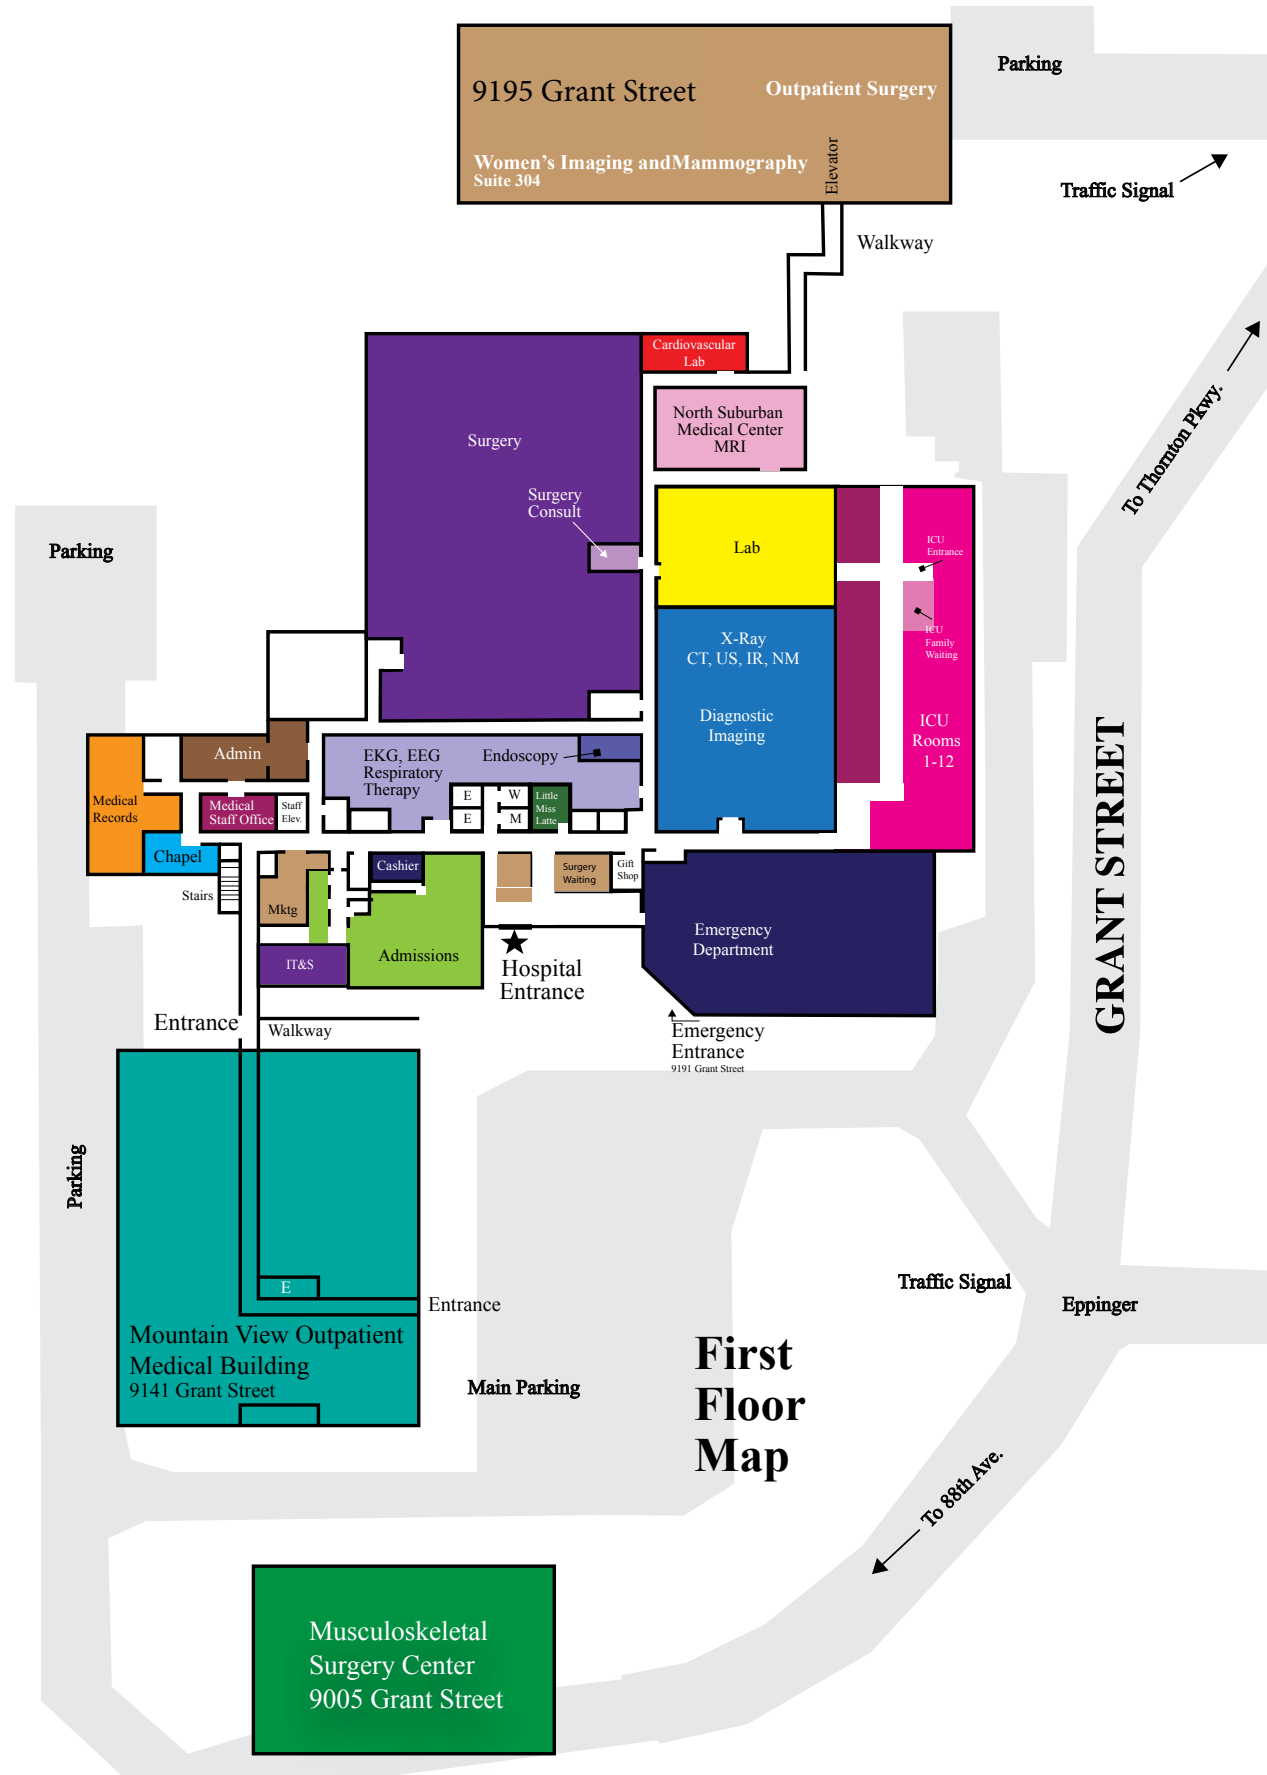 Parking
9195 Grant Street
Outpatient Surgery
Women's Imaging andMammography
Suite 304
Elevator
Traffic Signal
Walkway
Cardiovascular
Lab
North Suburban
Medical Center
MRI
To Thornton Pkwy.
Surgery
Surgery
Consult
Lab
ICU
Entrance
Parking
ICU
Family
Waiting
X-Ray
CT, US, IR, NM
Diagnostic
Imaging
ICU
Rooms
1-12
GRANT STREET
Admin
EKG, EEG
Respiratory
Therapy
Endoscopy
Medical
Records
Medical
Staff Office
Staff
Elev.
E
E
W
M
Little
Miss
Latte
Chapel
Stairs
Mktg
Cashier
Surgery
Waiting
Gift
Shop
Emergency
Department
IT&S
Admissions
Hospital
Entrance
Entrance
Walkway
Emergency
Entrance
9191 Grant Street
Parking
E
Entrance
Traffic Signal
Eppinger
Mountain View Outpatient
Medical Building
9141 Grant Street
Main Parking
First
Floor
Map
To 88th Ave.
Musculoskeletal
Surgery Center
9005 Grant Street